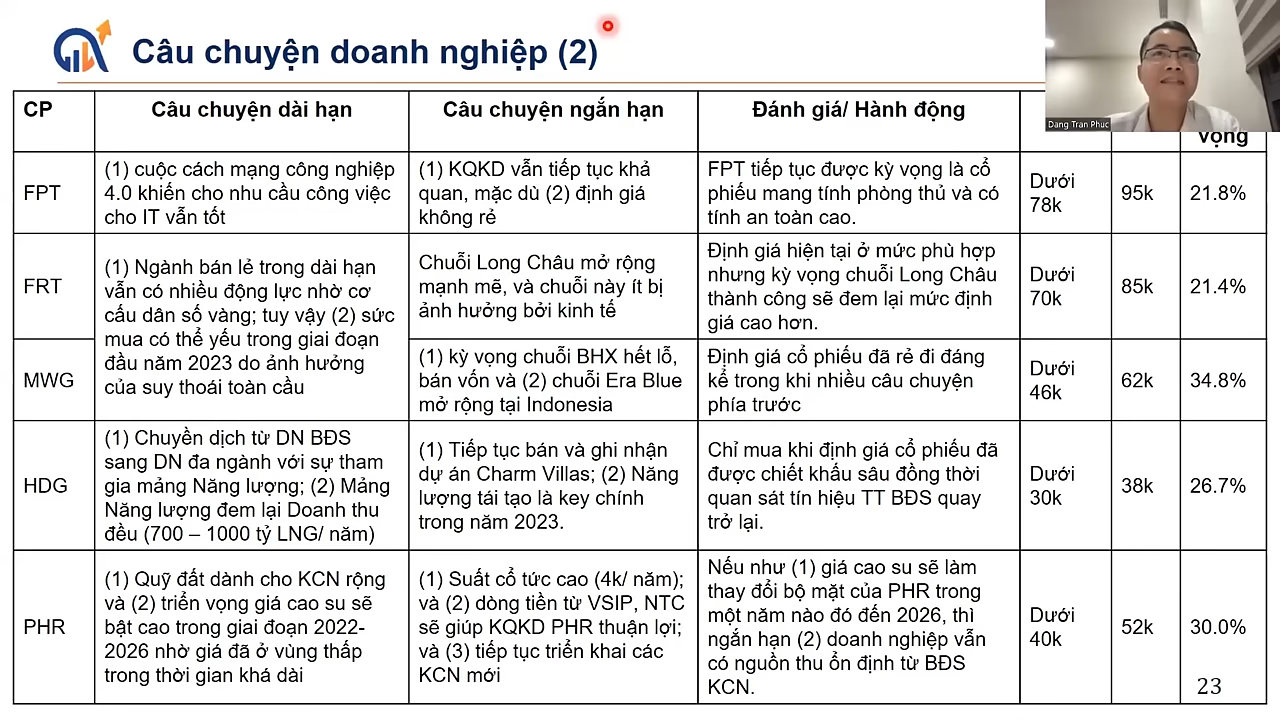 Câu chuyện doanh nghiệp (2)
Dang Tran Phuc
CP
Câu chuyện dài hạn
Câu chuyện ngắn hạn
Đánh giá/ Hành động
vọng
FPT
(1) cuộc cách mạng công nghiệp
4.0 khiến cho nhu cầu công việc
cho IT vẫn tốt
(1) KQKD vẫn tiếp tục khả
quan, mặc dù (2) định giá
không rẻ
FPT tiếp tục được kỳ vọng là cổ
phiếu mang tính phòng thủ và có
tính an toàn cao.
Dưới
78k
95k
21.8%
FRT
(1) Ngành bán lẻ trong dài hạn
vẫn có nhiều động lực nhờ cơ
cấu dân số vàng; tuy vậy (2) sức
mua có thể yếu trong giai đoạn
đầu năm 2023 do ảnh hưởng
của suy thoái toàn cầu
Chuỗi Long Châu mở rộng
mạnh mẽ, và chuỗi này ít bị
ảnh hưởng bởi kinh tế
Định giá hiện tại ở mức phù hợp
nhưng kỳ vọng chuỗi Long Châu
thành công sẽ đem lại mức định
giá cao hơn.
Dưới
70k
85k
21.4%
MWG
(1) kỳ vọng chuỗi BHX hết lỗ,
bán vốn và (2) chuỗi Era Blue
mở rộng tại Indonesia
Định giá cổ phiếu đã rẻ đi đáng
kể trong khi nhiều câu chuyện
phía trước
Dưới
46k
62k
34.8%
HDG
(1) Chuyển dịch từ DN BĐS
sang DN đa ngành với sự tham
gia mảng Năng lượng; (2) Mảng
Năng lượng đem lại Doanh thu
đều (700 – 1000 tỷ LNG/ năm)
(1) Tiếp tục bán và ghi nhận
dự án Charm Villas; (2) Năng
lượng tái tạo là key chính
trong năm 2023.
Chỉ mua khi định giá cổ phiếu đã
được chiết khấu sâu đồng thời
quan sát tín hiệu TT BĐS quay
trở lại.
Dưới
30k
38k
26.7%
PHR
(1) Quỹ đất dành cho KCN rộng
và (2) triển vọng giá cao su sẽ
bật cao trong giai đoạn 2022-
2026 nhờ giá đã ở vùng thấp
trong thời gian khá dài
(1) Suất cổ tức cao (4k/ năm);
và (2) dòng tiền từ VSIP, NTC
sẽ giúp KQKD PHR thuận lợi;
và (3) tiếp tục triển khai các
KCN mới
Nếu như (1) giá cao su sẽ làm
thay đổi bộ mặt của PHR trong
một năm nào đó đến 2026, thì
ngắn hạn (2) doanh nghiệp vẫn
có nguồn thu ổn định từ BĐS
KCN.
Dưới
40k
52k
30.0%
23